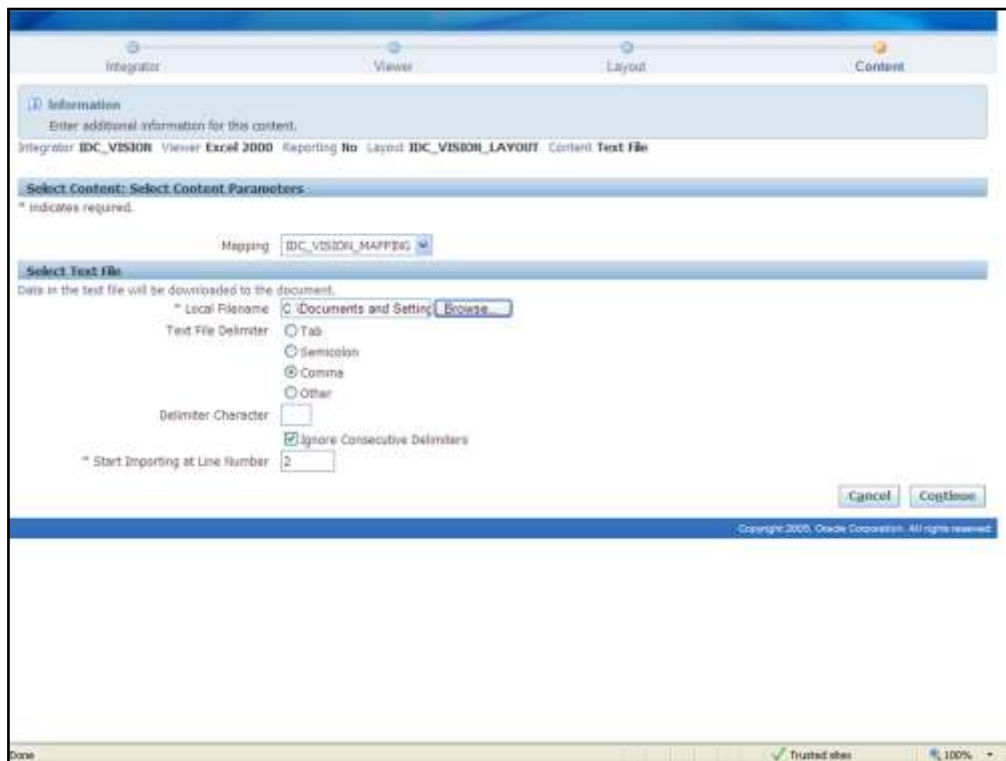 Integrator Viewer Layout Content
Information
Enter additional information for this content.
Integrator IDC_VISION Viewer Excel 2000 Reporting No Layout IDC_VISION_LAYOUT Content Text File
Select Content: Select Content Parameters
* Indicates required.
Mapping IDC_VISION_MAPPING
Select Text File
Data in the text file will be downloaded to the document.
* Local Filename C:\Documents and Setting Browse...
Text File Delimiter Tab
Semicolon
Comma
Other
Delimiter Character
Ignore Consecutive Delimiters
* Start Importing at Line Number 2
Cancel Continue
Copyright 2005, Oracle Corporation. All rights reserved.
Done Trusted sites 100%